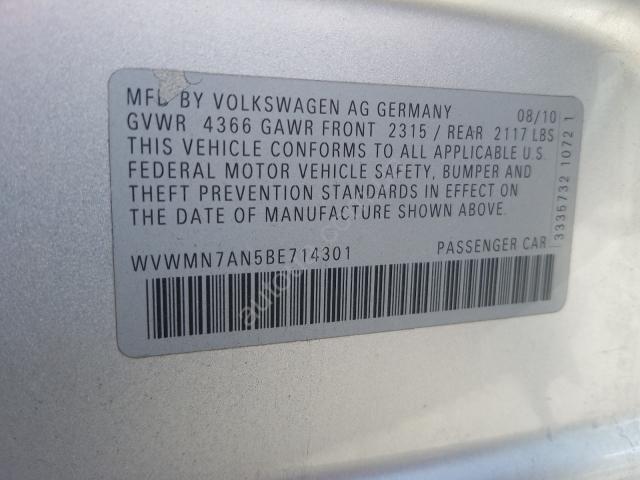 MFD BY VOLKSWAGEN AG GERMANY 08/10
GVWR 4366 GAWR FRONT 2315 / REAR 2117 LBS
THIS VEHICLE CONFORMS TO ALL APPLICABLE U.S.
FEDERAL MOTOR VEHICLE SAFETY, BUMPER AND
THEFT PREVENTION STANDARDS IN EFFECT ON
THE DATE OF MANUFACTURE SHOWN ABOVE.
WVWMN7AN5BE714301 PASSENGER CAR
3335732 1072 1